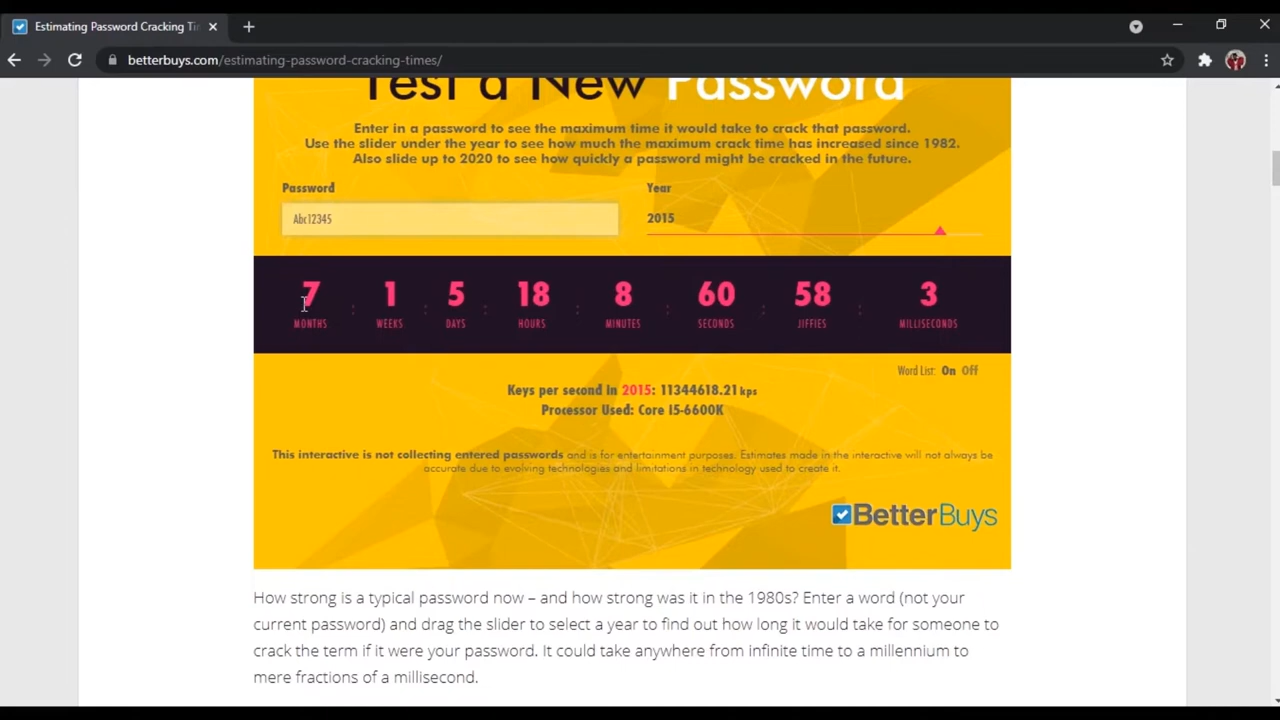 Estimating Password Cracking Ti
betterbuys.com/estimating-password-cracking-times/
Test a New Password
Enter in a password to see the maximum time it would take to crack that password.
Use the slider under the year to see how much the maximum crack time has increased since 1982.
Also slide up to 2020 to see how quickly a password might be cracked in the future.
Password Year
Abc12345 2015
7 1 5 18 8 60 58 3
MONTHS WEEKS DAYS HOURS MINUTES SECONDS JIFFIES MILLISECONDS
Word List: On Off
Keys per second in 2015: 11344618.21 kps
Processor Used: Core I5-6600K
This interactive is not collecting entered passwords and is for entertainment purposes. Estimates made in the interactive will not always be
accurate due to evolving technologies and limitations in technology used to create it.
BetterBuys
How strong is a typical password now – and how strong was it in the 1980s? Enter a word (not your
current password) and drag the slider to select a year to find out how long it would take for someone to
crack the term if it were your password. It could take anywhere from infinite time to a millennium to
mere fractions of a millisecond.